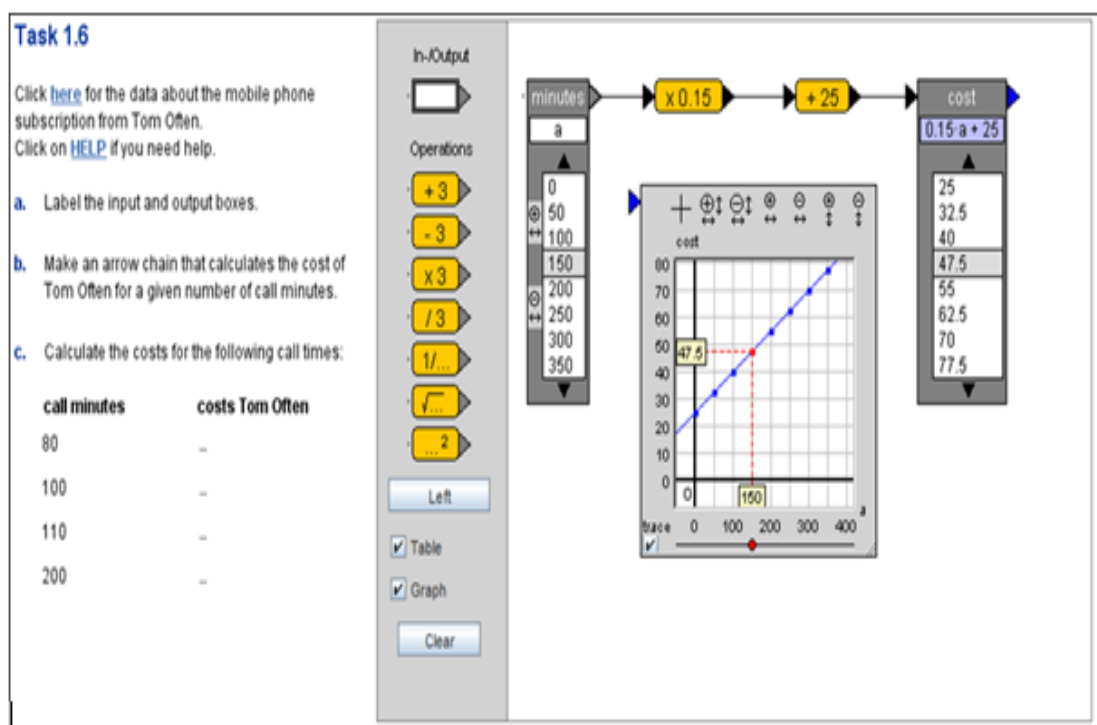 Task 1.6
Click here for the data about the mobile phone
subscription from Tom Often.
Click on HELP if you need help.
a. Label the input and output boxes.
b. Make an arrow chain that calculates the cost of
Tom Often for a given number of call minutes.
c. Calculate the costs for the following call times:
call minutes costs Tom Often
80 ...
100 ...
110 ...
200 ...
In-/Output
Operations
+ 3
- 3
x 3
/ 3
1/...
√...
...²
Left
Table
Graph
Clear
minutes
a
0
50
100
150
200
250
300
350
x 0.15
+ 25
cost
0.15·a + 25
25
32.5
40
47.5
55
62.5
70
77.5
cost
80
70
60
50
47.5
40
30
20
10
0
0
150
a
trace 0 100 200 300 400